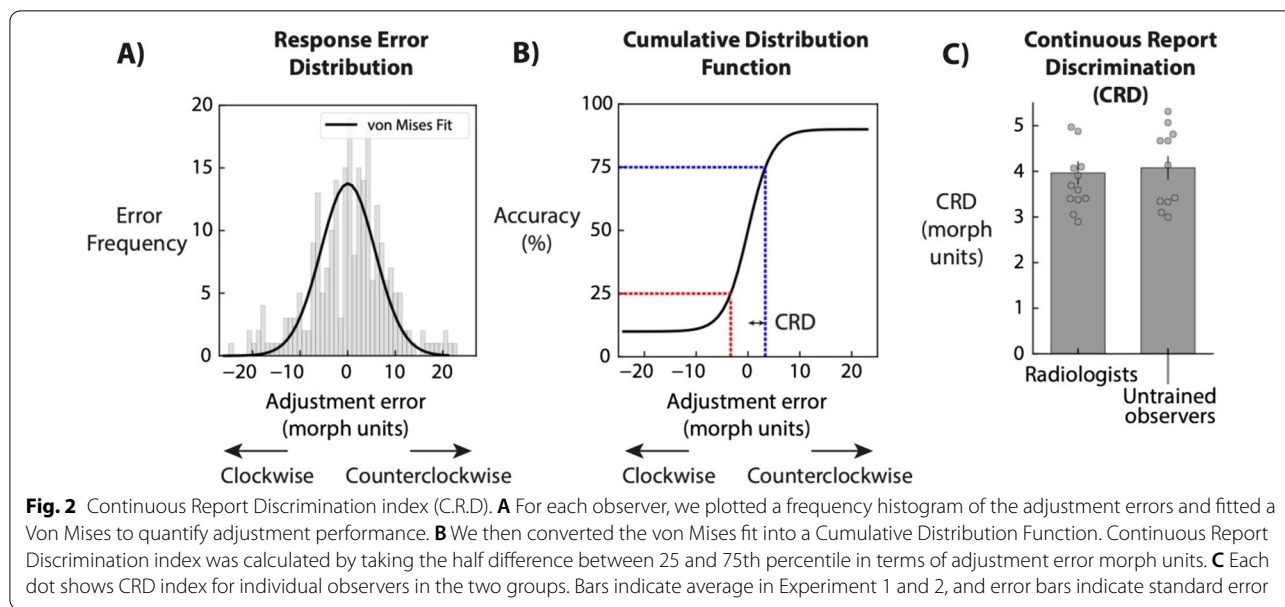 A)
Response Error
Distribution
20
15
10
5
0
von Mises Fit
Error
Frequency
−20 −10 0 10 20
Adjustment error
(morph units)
Clockwise Counterclockwise
B)
Cumulative Distribution
Function
100
75
50
25
0
Accuracy
(%)
CRD
−20 −10 0 10 20
Adjustment error
(morph units)
Clockwise Counterclockwise
C)
Continuous Report
Discrimination
(CRD)
5
4
3
4
2
1
0
CRD
(morph
units)
Radiologists
Untrained
observers
Fig. 2 Continuous Report Discrimination index (C.R.D). A For each observer, we plotted a frequency histogram of the adjustment errors and fitted a
Von Mises to quantify adjustment performance. B We then converted the von Mises fit into a Cumulative Distribution Function. Continuous Report
Discrimination index was calculated by taking the half difference between 25 and 75th percentile in terms of adjustment error morph units. C Each
dot shows CRD index for individual observers in the two groups. Bars indicate average in Experiment 1 and 2, and error bars indicate standard error